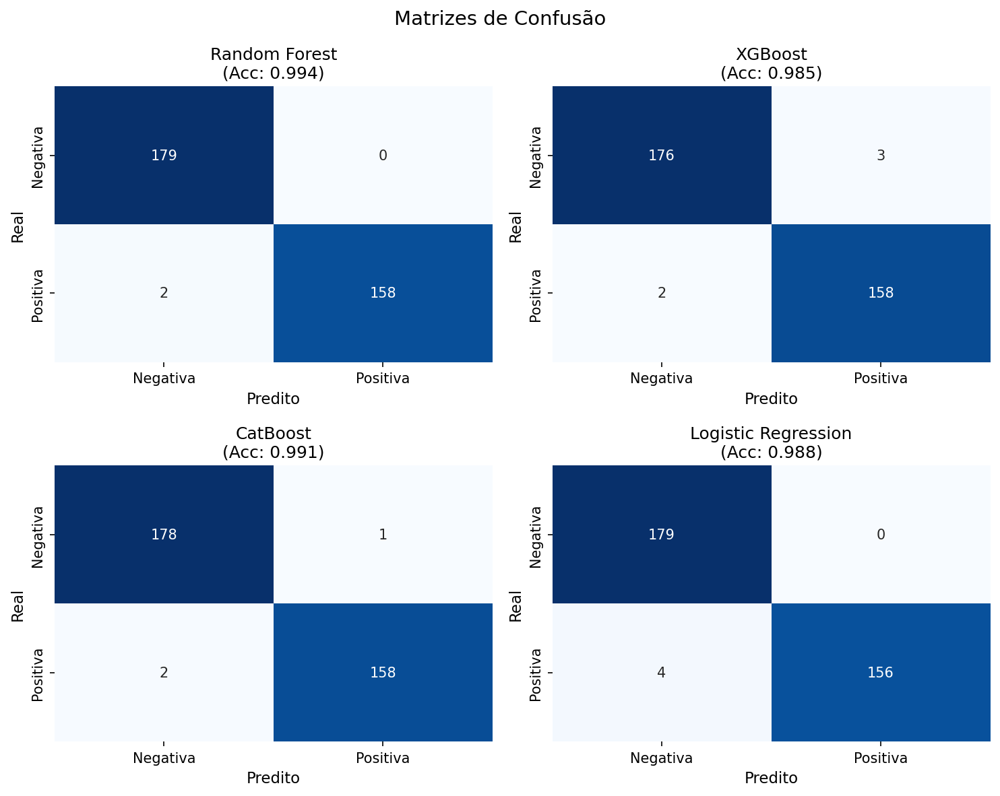 Matrizes de Confusão
Random Forest
(Acc: 0.994)
Real
Negativa
Positiva
179
0
2
158
Negativa
Positiva
Predito
XGBoost
(Acc: 0.985)
Real
Negativa
Positiva
176
3
2
158
Negativa
Positiva
Predito
CatBoost
(Acc: 0.991)
Real
Negativa
Positiva
178
1
2
158
Negativa
Positiva
Predito
Logistic Regression
(Acc: 0.988)
Real
Negativa
Positiva
179
0
4
156
Negativa
Positiva
Predito